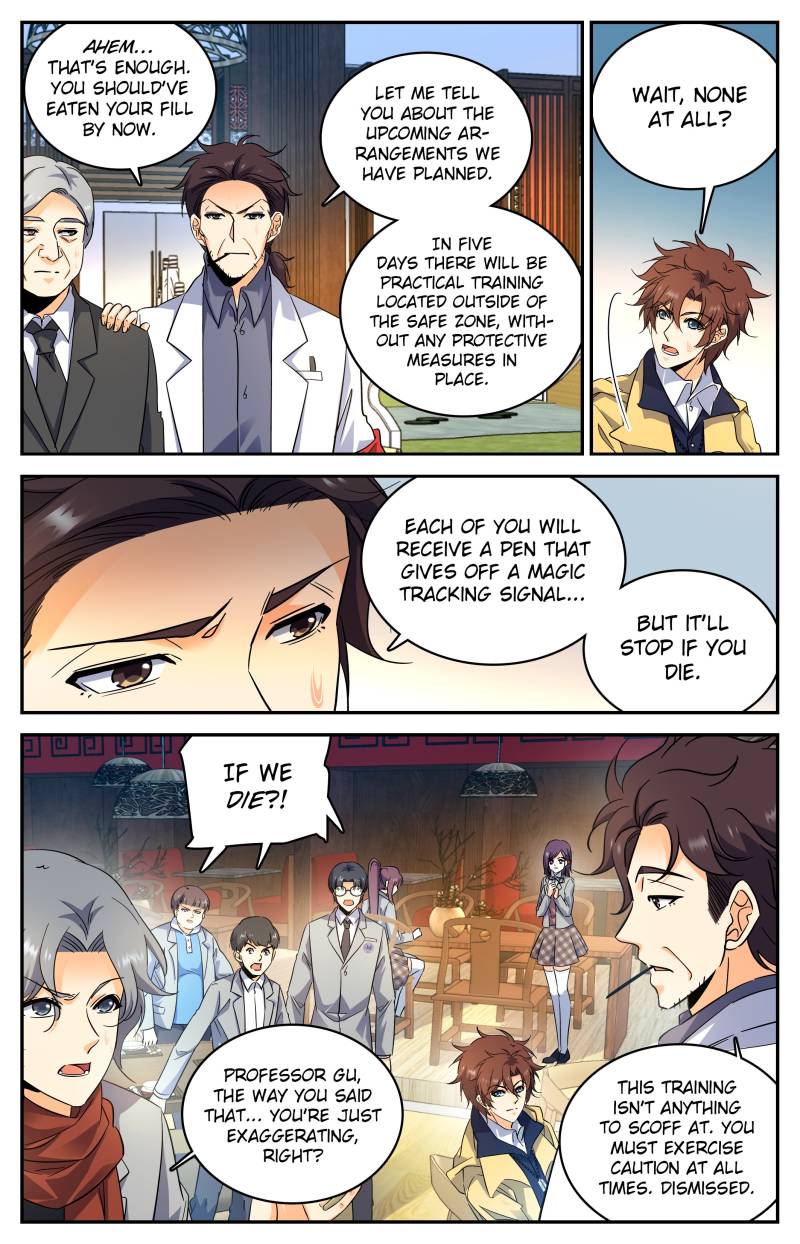 AHEM...
THAT'S ENOUGH.
YOU SHOULD'VE
EATEN YOUR FILL
BY NOW.
LET ME TELL
YOU ABOUT THE
UPCOMING AR-
RANGEMENTS WE
HAVE PLANNED.
IN FIVE
DAYS THERE WILL BE
PRACTICAL TRAINING
LOCATED OUTSIDE OF
THE SAFE ZONE, WITH-
OUT ANY PROTECTIVE
MEASURES IN
PLACE.
WAIT, NONE
AT ALL?
EACH OF YOU WILL
RECEIVE A PEN THAT
GIVES OFF A MAGIC
TRACKING SIGNAL...
BUT IT'LL
STOP IF YOU
DIE.
IF WE
DIE?!
PROFESSOR GU,
THE WAY YOU SAID
THAT... YOU'RE JUST
EXAGGERATING,
RIGHT?
THIS TRAINING
ISN'T ANYTHING
TO SCOFF AT. YOU
MUST EXERCISE
CAUTION AT ALL
TIMES. DISMISSED.